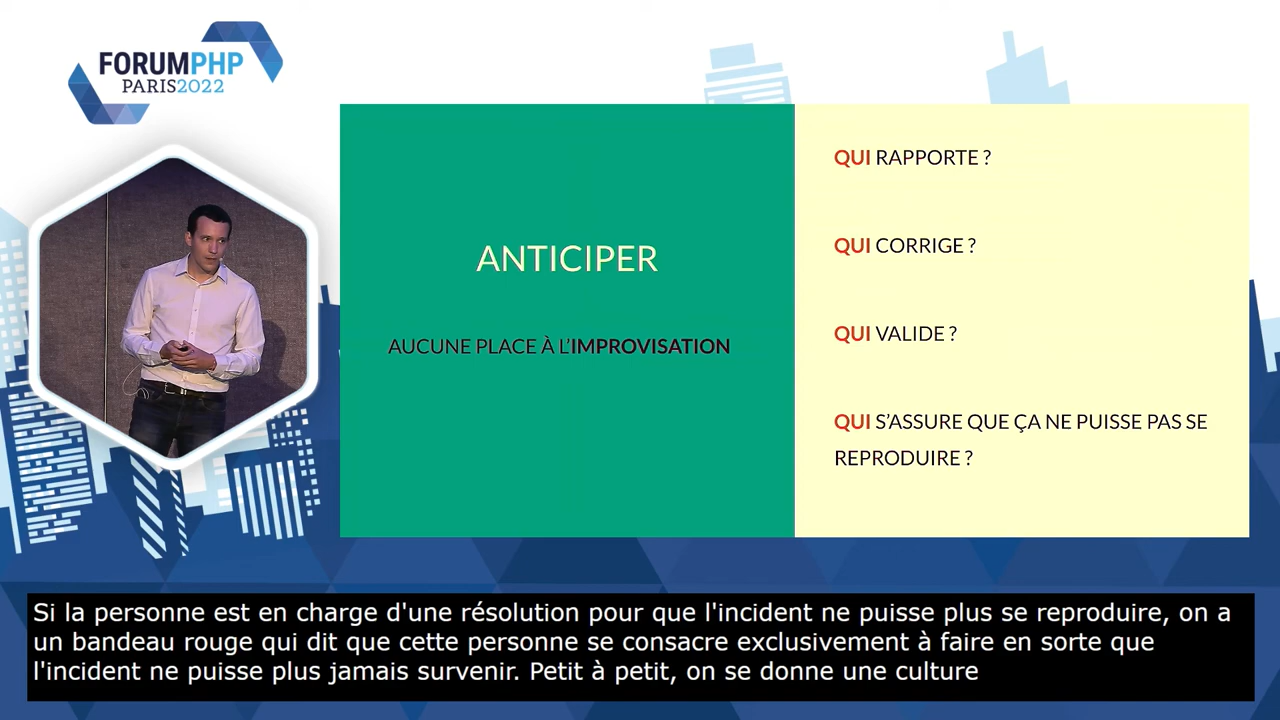 FORUMPHP
PARIS2022
ANTICIPER
AUCUNE PLACE À L'IMPROVISATION
QUI RAPPORTE ?
QUI CORRIGE ?
QUI VALIDE ?
QUI S'ASSURE QUE ÇA NE PUISSE PAS SE
REPRODUIRE ?
Si la personne est en charge d'une résolution pour que l'incident ne puisse plus se reproduire, on a
un bandeau rouge qui dit que cette personne se consacre exclusivement à faire en sorte que
l'incident ne puisse plus jamais survenir. Petit à petit, on se donne une culture